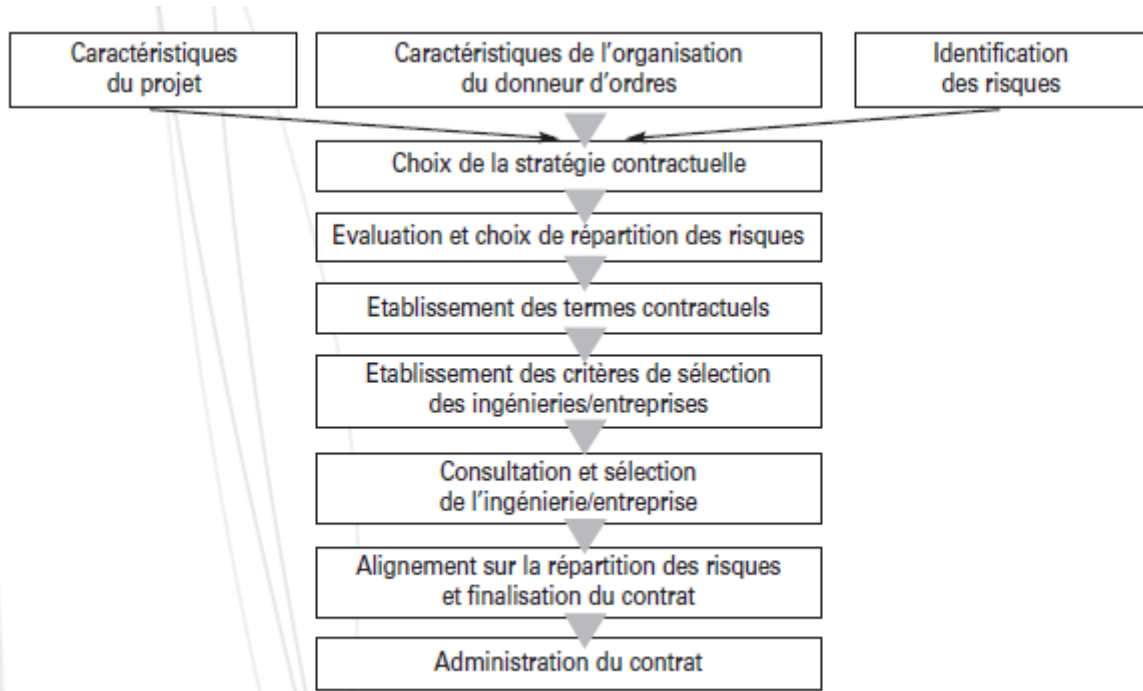 Caractéristiques
du projet
Caractéristiques de l'organisation
du donneur d'ordres
Identification
des risques
Choix de la stratégie contractuelle
Evaluation et choix de répartition des risques
Etablissement des termes contractuels
Etablissement des critères de sélection
des ingénieries/entreprises
Consultation et sélection
de l'ingénierie/entreprise
Alignement sur la répartition des risques
et finalisation du contrat
Administration du contrat